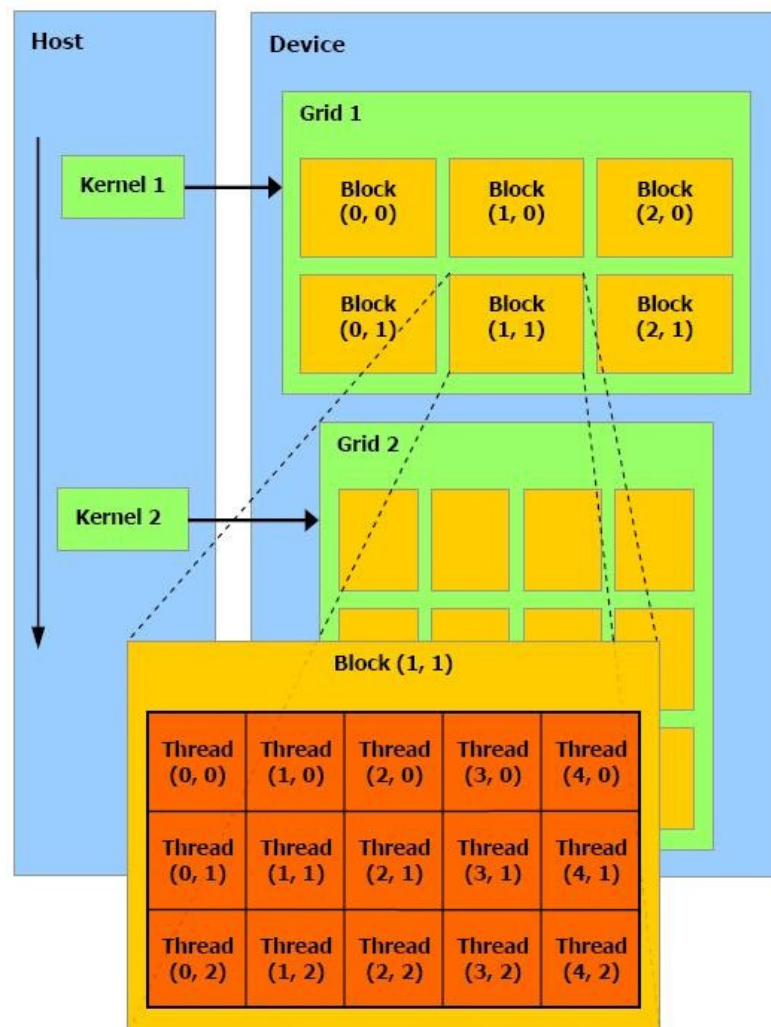 Host
Device
Grid 1
Kernel 1
Block
(0, 0)
Block
(1, 0)
Block
(2, 0)
Block
(0, 1)
Block
(1, 1)
Block
(2, 1)
Grid 2
Kernel 2
Block (1, 1)
Thread
(0, 0)
Thread
(1, 0)
Thread
(2, 0)
Thread
(3, 0)
Thread
(4, 0)
Thread
(0, 1)
Thread
(1, 1)
Thread
(2, 1)
Thread
(3, 1)
Thread
(4, 1)
Thread
(0, 2)
Thread
(1, 2)
Thread
(2, 2)
Thread
(3, 2)
Thread
(4, 2)